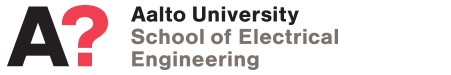 A?
Aalto University
School of Electrical
Engineering